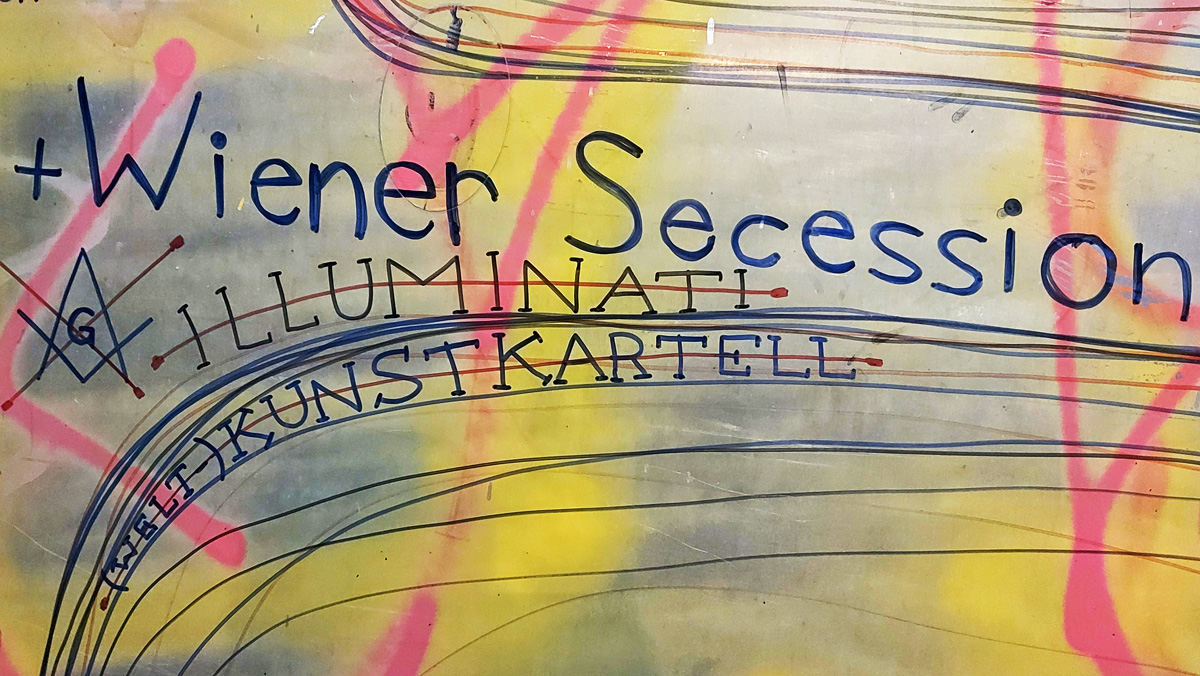 +Wiener Secession
G
ILLUMINATI
(WELT-)KUNSTKARTELL